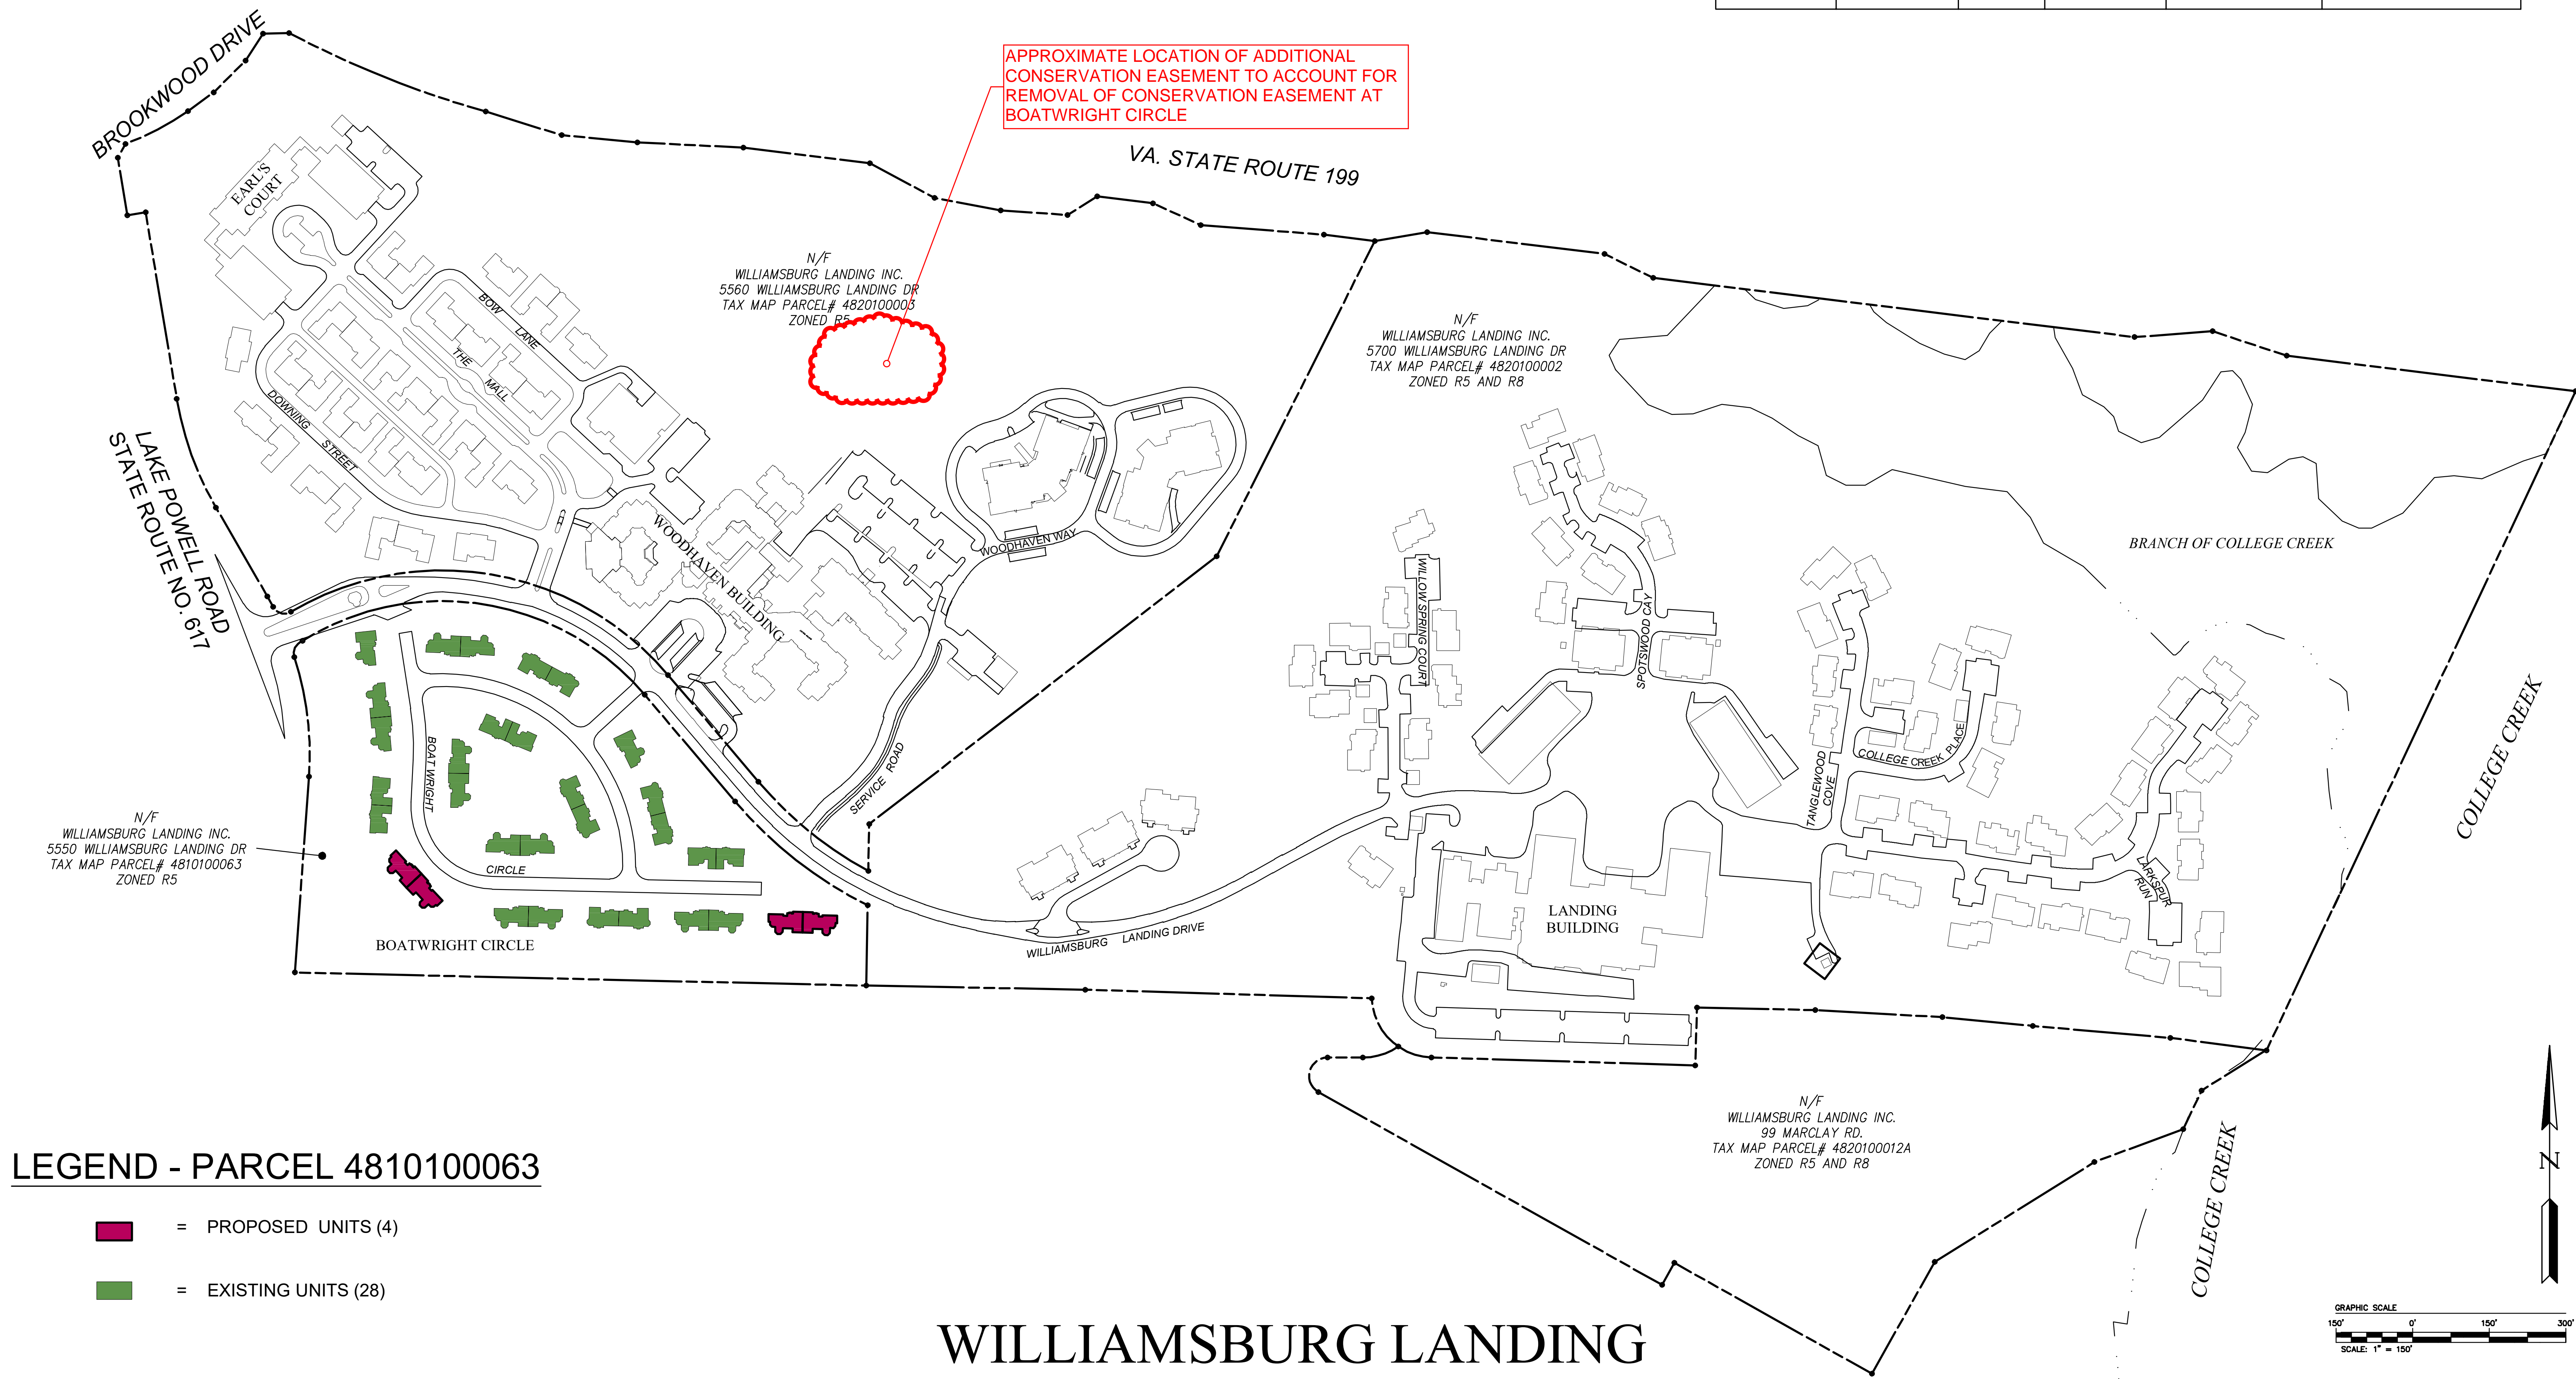 BROOKWOOD DRIVE
APPROXIMATE LOCATION OF ADDITIONAL
CONSERVATION EASEMENT TO ACCOUNT FOR
REMOVAL OF CONSERVATION EASEMENT AT
BOATWRIGHT CIRCLE
VA. STATE ROUTE 199
EARL'S
COURT
N/F
WILLIAMSBURG LANDING INC.
5560 WILLIAMSBURG LANDING DR
TAX MAP PARCEL# 4820100003
ZONED R5
N/F
WILLIAMSBURG LANDING INC.
5700 WILLIAMSBURG LANDING DR
TAX MAP PARCEL# 4820100002
ZONED R5 AND R8
BOW LANE
THE MALL
DOWNING STREET
LAKE POWELL ROAD
STATE ROUTE NO. 617
WOODHAVEN BUILDING
WOODHAVEN WAY
WILLOW SPRING COURT
SPOTSWOOD CAY
BRANCH OF COLLEGE CREEK
COLLEGE CREEK
TANGLEWOOD
COVE
COLLEGE CREEK PLACE
SERVICE ROAD
BOATWRIGHT
CIRCLE
N/F
WILLIAMSBURG LANDING INC.
5550 WILLIAMSBURG LANDING DR
TAX MAP PARCEL# 4810100063
ZONED R5
BOATWRIGHT CIRCLE
WILLIAMSBURG LANDING DRIVE
LANDING
BUILDING
LARKSPUR
RUN
N/F
WILLIAMSBURG LANDING INC.
99 MARCLAY RD.
TAX MAP PARCEL# 4820100012A
ZONED R5 AND R8
COLLEGE CREEK
N
LEGEND - PARCEL 4810100063
= PROPOSED UNITS (4)
= EXISTING UNITS (28)
WILLIAMSBURG LANDING
GRAPHIC SCALE
150' 0' 150' 300'
SCALE: 1" = 150'